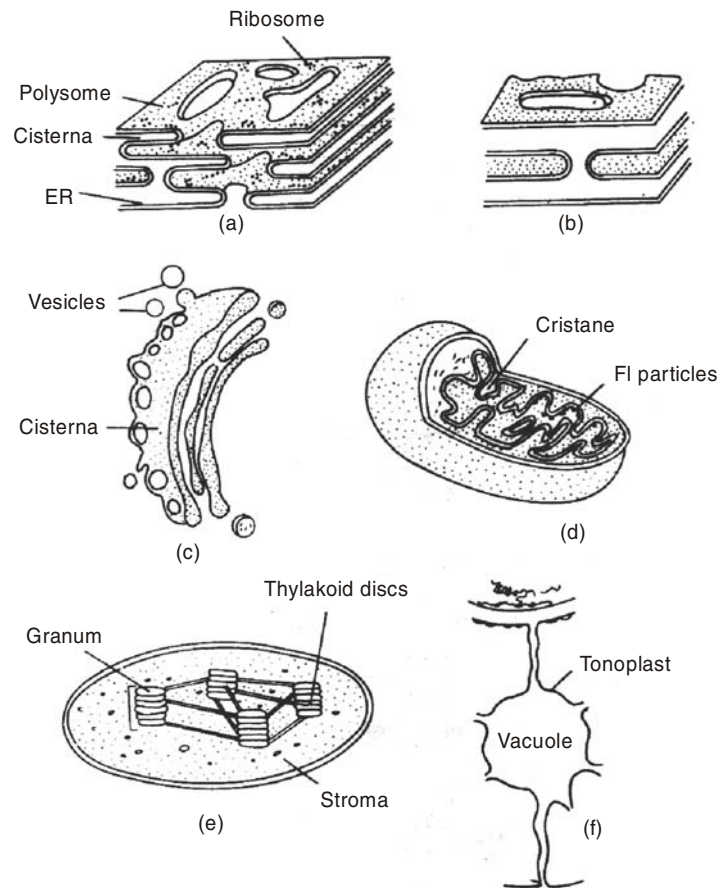 Ribosome
Polysome
Cisterna
ER
(a)
(b)
Vesicles
Cisterna
(c)
Cristane
Fl particles
(d)
Thylakoid discs
Granum
Stroma
(e)
Tonoplast
Vacuole
(f)